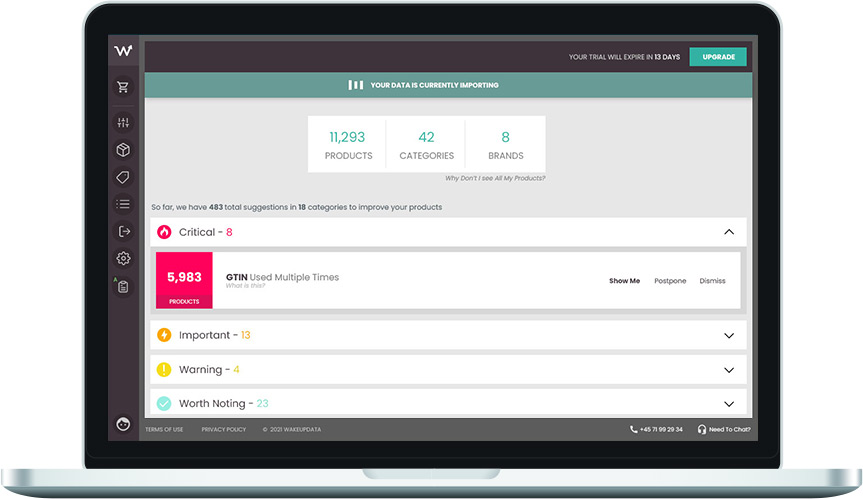 W
YOUR TRIAL WILL EXPIRE IN 13 DAYS
UPGRADE
YOUR DATA IS CURRENTLY IMPORTING
11,293
PRODUCTS
42
CATEGORIES
8
BRANDS
Why Don't I see All My Products?
So far, we have 483 total suggestions in 18 categories to improve your products
Critical - 8
5,983
PRODUCTS
GTIN Used Multiple Times
What is this?
Show Me
Postpone
Dismiss
Important - 13
Warning - 4
Worth Noting - 23
A
TERMS OF USE
PRIVACY POLICY
© 2021 WAKEUPDATA
+45 71 99 29 34
Need To Chat?